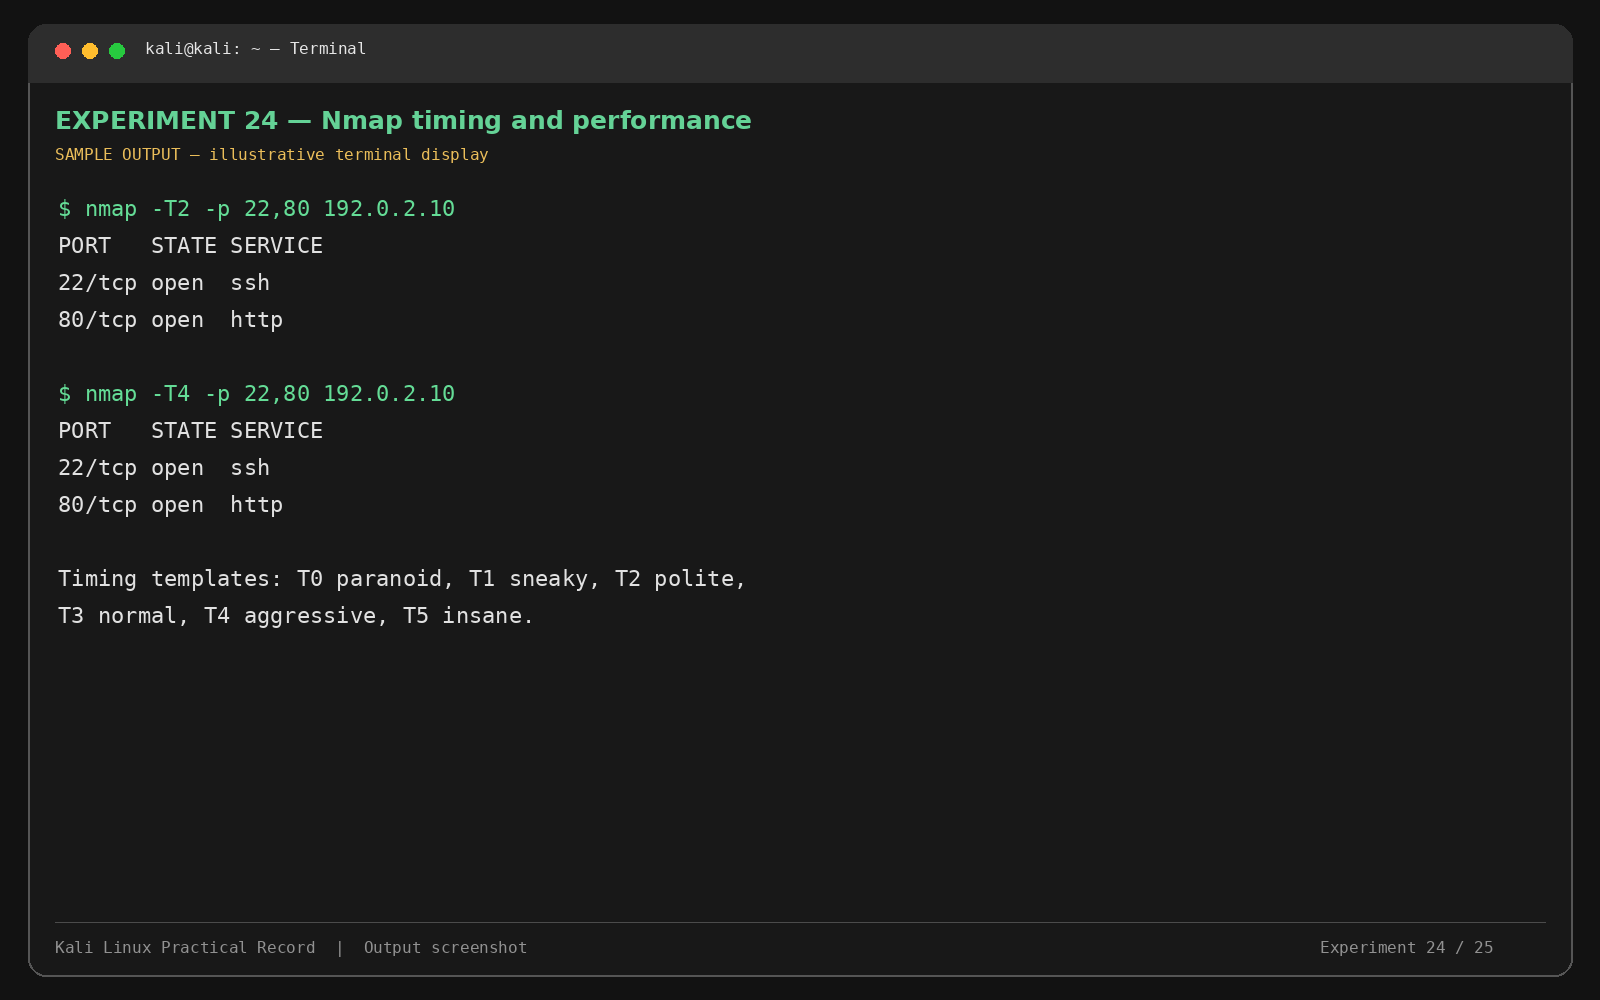 kali@kali: ~ — Terminal
EXPERIMENT 24 — Nmap timing and performance
SAMPLE OUTPUT — illustrative terminal display
$ nmap -T2 -p 22,80 192.0.2.10
PORT   STATE SERVICE
22/tcp open  ssh
80/tcp open  http
$ nmap -T4 -p 22,80 192.0.2.10
PORT   STATE SERVICE
22/tcp open  ssh
80/tcp open  http
Timing templates: T0 paranoid, T1 sneaky, T2 polite,
T3 normal, T4 aggressive, T5 insane.
Kali Linux Practical Record  |  Output screenshot
Experiment 24 / 25